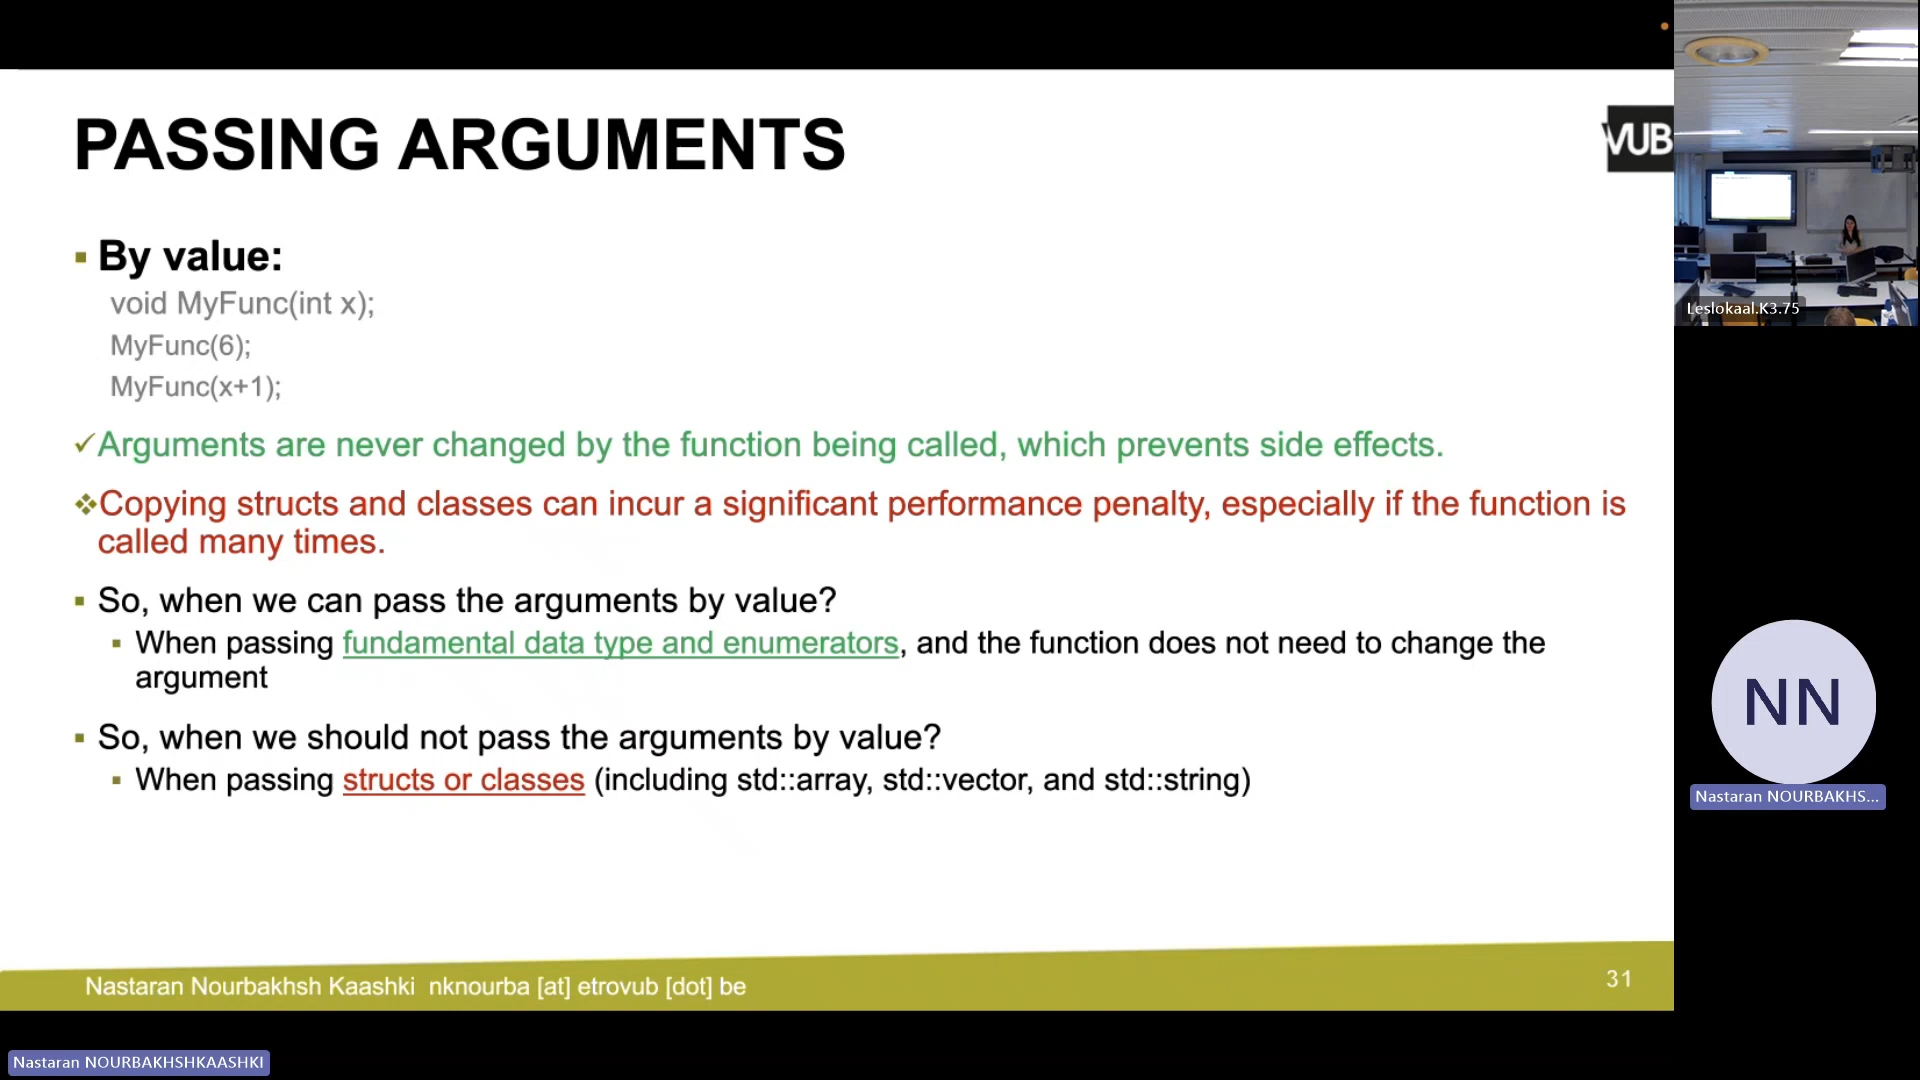 PASSING ARGUMENTS
VUB
By value:
void MyFunc(int x);
MyFunc(6);
MyFunc(x+1);
Arguments are never changed by the function being called, which prevents side effects.
Copying structs and classes can incur a significant performance penalty, especially if the function is
called many times.
So, when we can pass the arguments by value?
When passing fundamental data type and enumerators, and the function does not need to change the
argument
So, when we should not pass the arguments by value?
When passing structs or classes (including std::array, std::vector, and std::string)
Nastaran Nourbakhsh Kaashki nknourba [at] etrovub [dot] be
31
Leslokaal.K3.75
NN
Nastaran NOURBAKHS...
Nastaran NOURBAKHSHKAASHKI